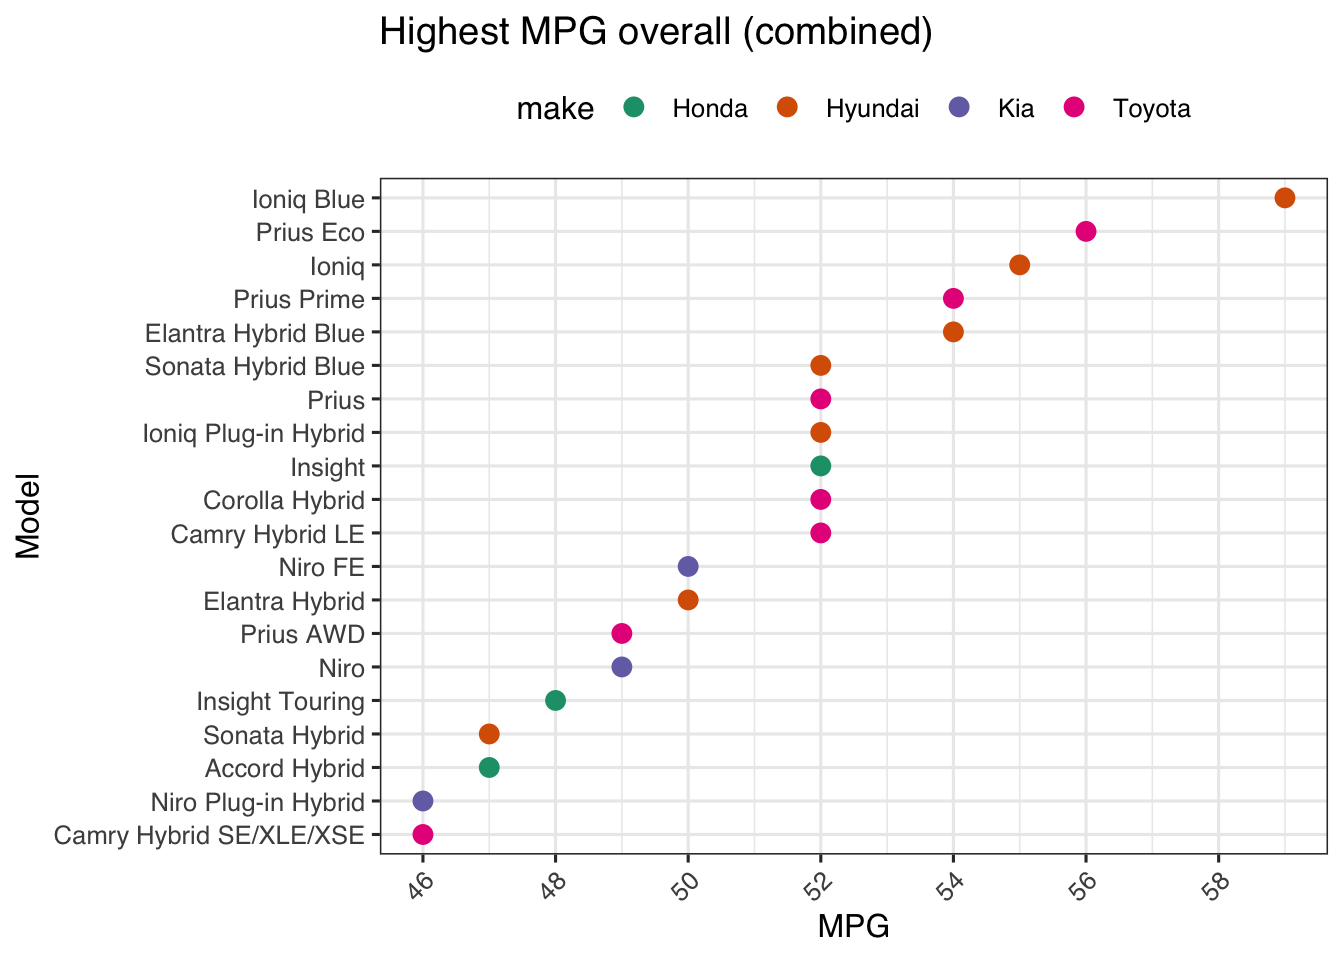 Highest MPG overall (combined)
make Honda Hyundai Kia Toyota
Ioniq Blue
Prius Eco
Ioniq
Prius Prime
Elantra Hybrid Blue
Sonata Hybrid Blue
Prius
Ioniq Plug-in Hybrid
Insight
Corolla Hybrid
Camry Hybrid LE
Niro FE
Elantra Hybrid
Prius AWD
Niro
Insight Touring
Sonata Hybrid
Accord Hybrid
Niro Plug-in Hybrid
Camry Hybrid SE/XLE/XSE
Model
46 48 50 52 54 56 58
MPG